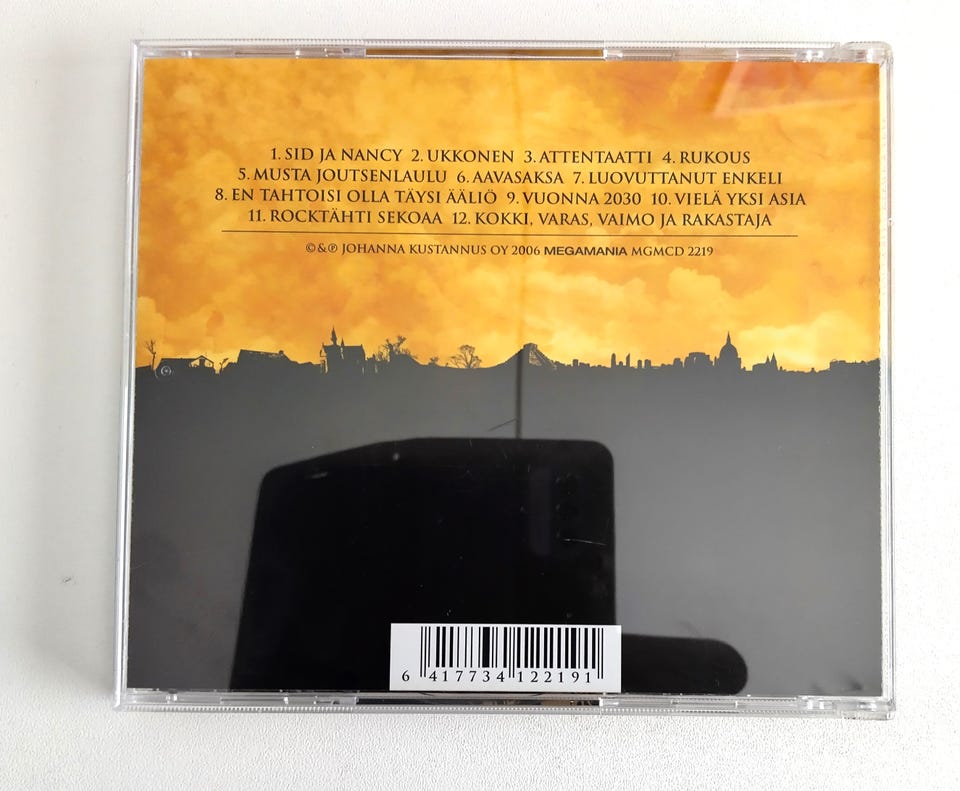 1. SID JA NANCY 2. UKKONEN 3. ATTENTAATTI 4. RUKOUS
5. MUSTA JOUTSENLAULU 6. AAVASAKSA 7. LUOVUTTANUT ENKELI
8. EN TAHTOISI OLLA TÄYSI ÄÄLIÖ 9. VUONNA 2030 10. VIELÄ YKSI ASIA
11. ROCKTÄHTI SEKOAA 12. KOKKI, VARAS, VAIMO JA RAKASTAJA
©&℗ JOHANNA KUSTANNUS OY 2006 MEGAMANIA MGMCD 2219
6 417734 122191